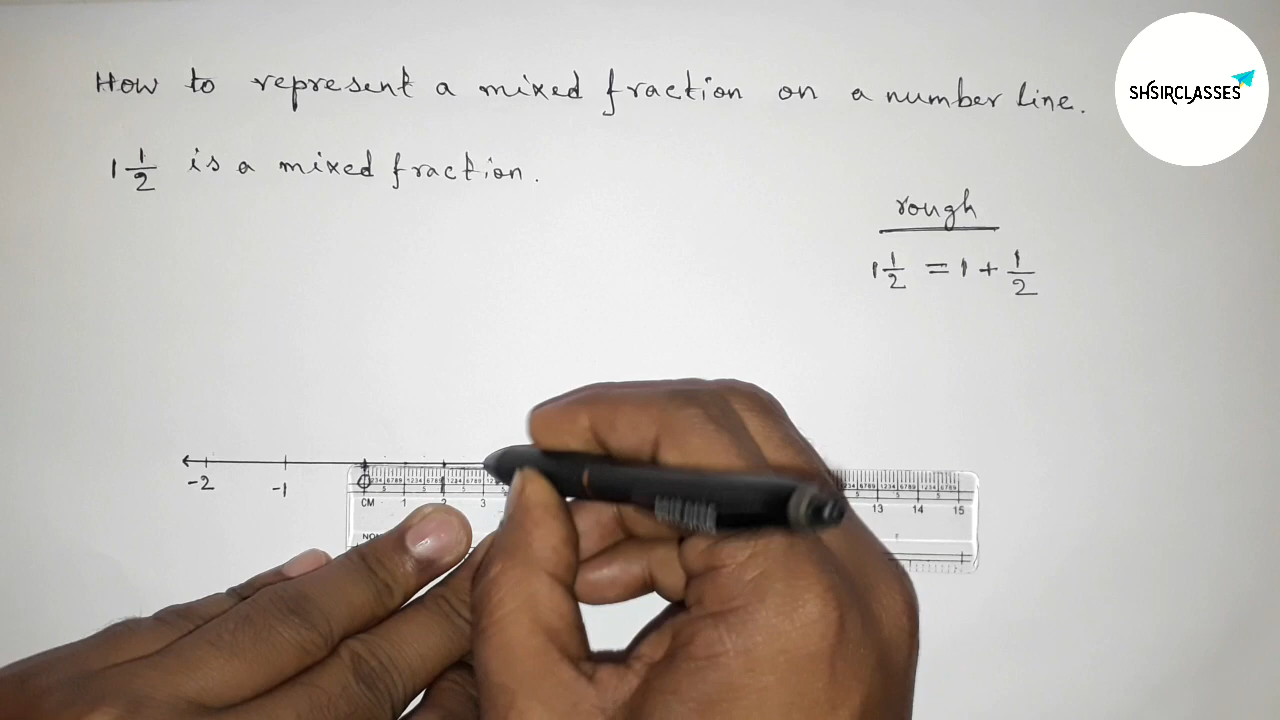 How to represent a mixed fraction on a number line.
SHSIRCLASSES
1 1/2 is a mixed fraction.
rough
1 1/2 = 1 + 1/2
-2 -1 0
CM 1 2 3 13 14 15